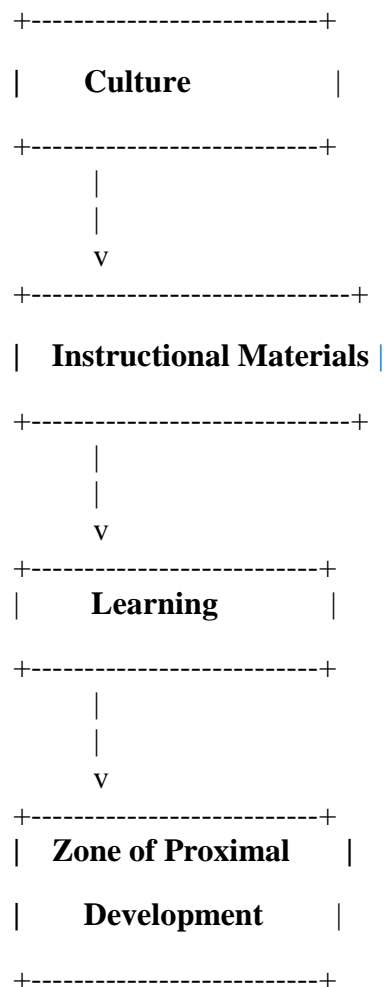 +---------------------------+
| Culture |
+---------------------------+
|
|
v
+------------------------------+
| Instructional Materials |
+------------------------------+
|
|
v
+---------------------------+
| Learning |
+---------------------------+
|
|
v
+---------------------------+
| Zone of Proximal |
| Development |
+---------------------------+